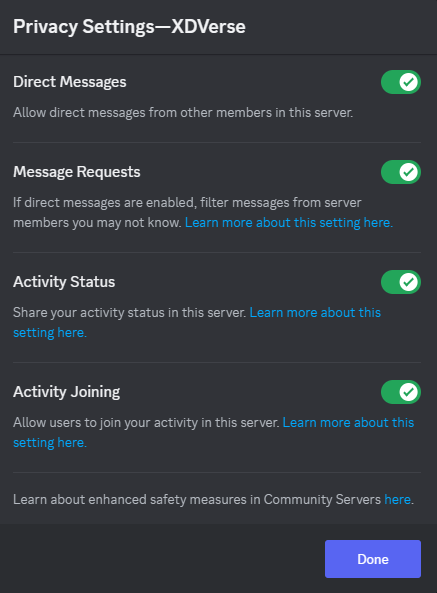 Privacy Settings—XDVerse
Direct Messages
Allow direct messages from other members in this server.
Message Requests
If direct messages are enabled, filter messages from server
members you may not know. Learn more about this setting here.
Activity Status
Share your activity status in this server. Learn more about this
setting here.
Activity Joining
Allow users to join your activity in this server. Learn more about this
setting here.
Learn about enhanced safety measures in Community Servers here.
Done